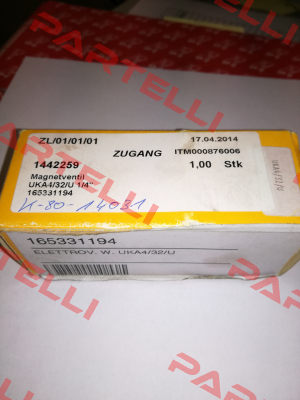 PARTELLI
ZL/01/01/01 17.04.2014
ZUGANG ITM000876006
1442259 1,00 Stk
Magnetventil
UKA4/32/U 1/4"
165331194
K-80-14031
165331194
ELETTROV. W. UKA4/32/U
PARTELLI
PARTELLI